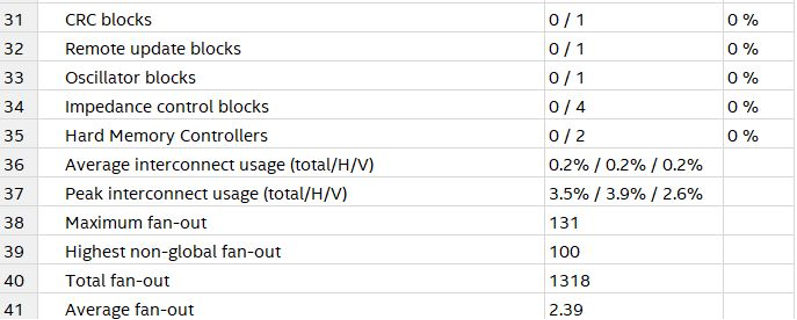 31 CRC blocks 0 / 1 0 %
32 Remote update blocks 0 / 1 0 %
33 Oscillator blocks 0 / 1 0 %
34 Impedance control blocks 0 / 4 0 %
35 Hard Memory Controllers 0 / 2 0 %
36 Average interconnect usage (total/H/V) 0.2% / 0.2% / 0.2%
37 Peak interconnect usage (total/H/V) 3.5% / 3.9% / 2.6%
38 Maximum fan-out 131
39 Highest non-global fan-out 100
40 Total fan-out 1318
41 Average fan-out 2.39